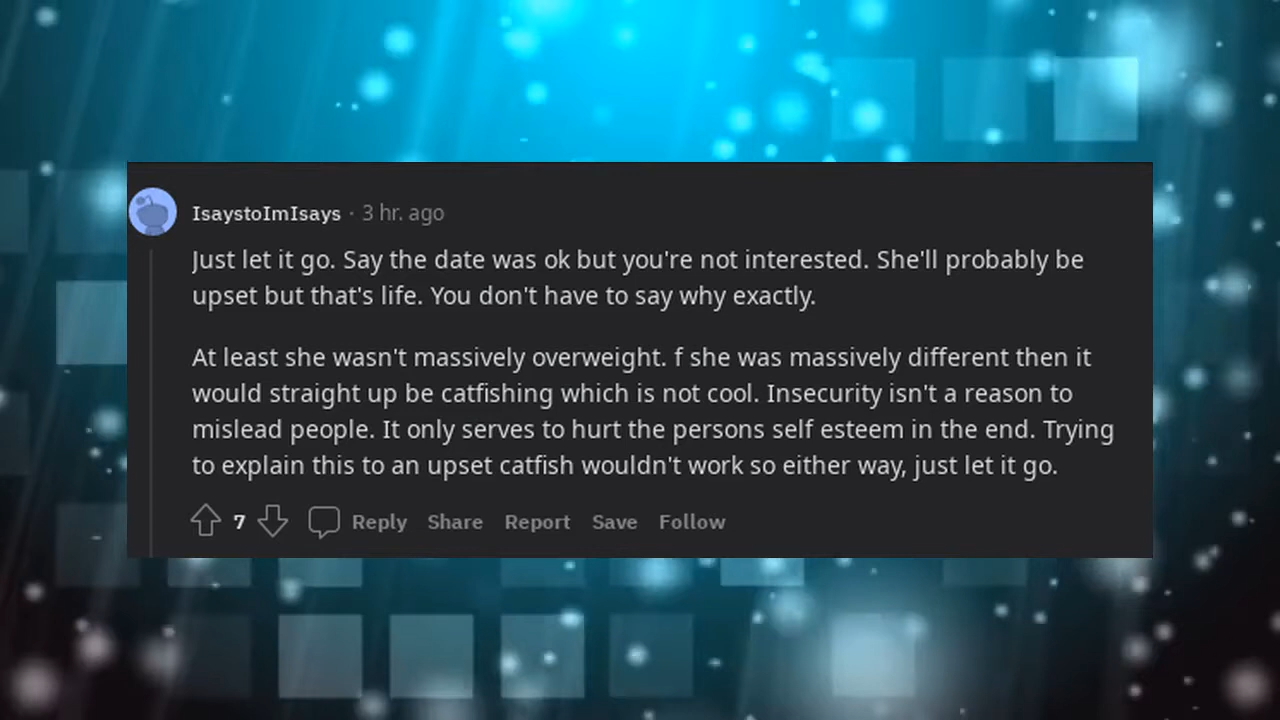 IsaystoImIsays · 3 hr. ago
Just let it go. Say the date was ok but you're not interested. She'll probably be
upset but that's life. You don't have to say why exactly.
At least she wasn't massively overweight. f she was massively different then it
would straight up be catfishing which is not cool. Insecurity isn't a reason to
mislead people. It only serves to hurt the persons self esteem in the end. Trying
to explain this to an upset catfish wouldn't work so either way, just let it go.
7 Reply Share Report Save Follow